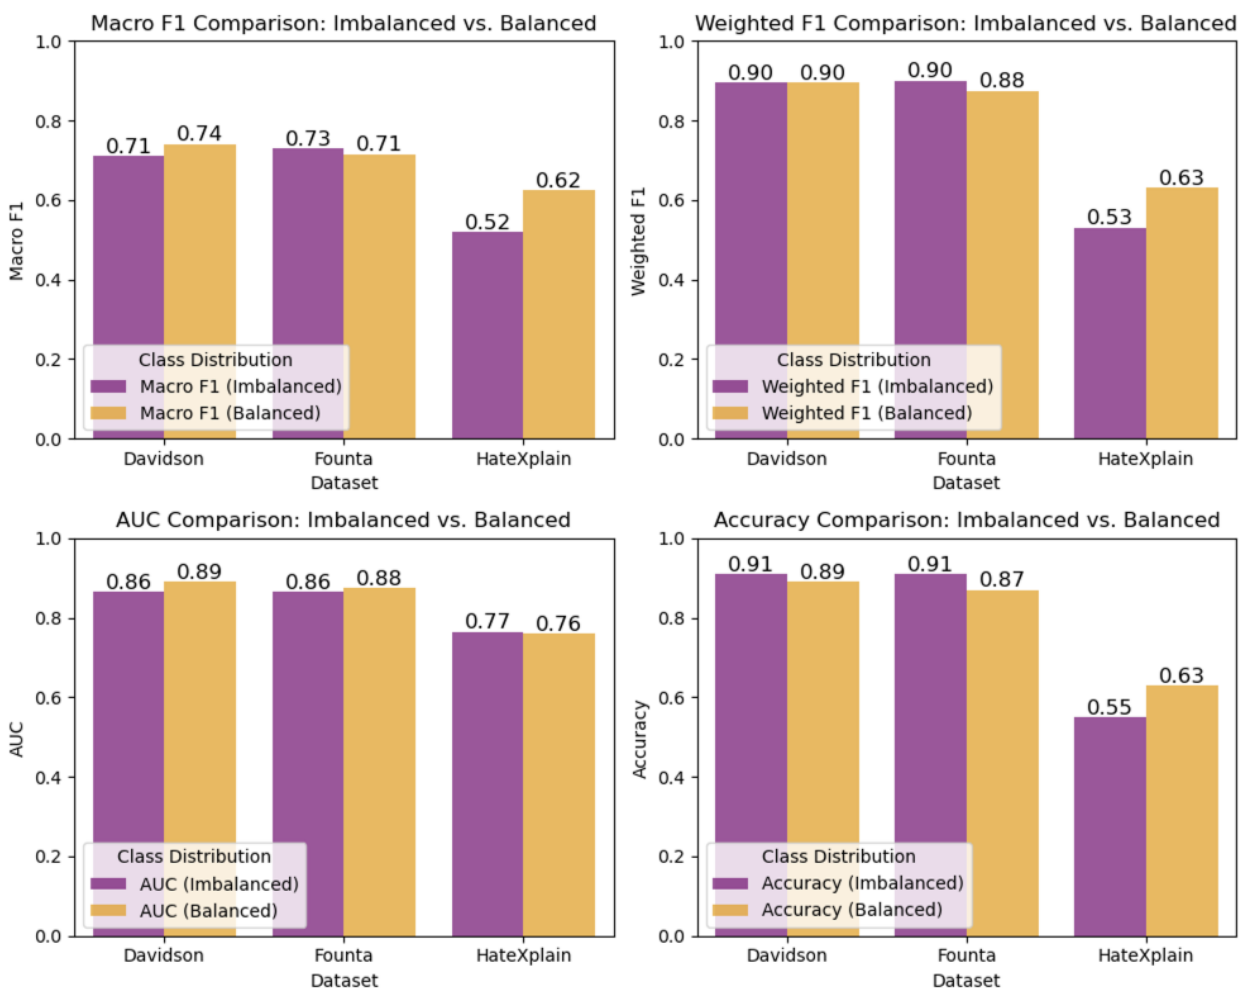 Macro F1 Comparison: Imbalanced vs. Balanced
Macro F1
1.0
0.8
0.6
0.4
0.2
0.0
0.71
0.74
0.73
0.71
0.52
0.62
Class Distribution
Macro F1 (Imbalanced)
Macro F1 (Balanced)
Davidson
Founta
HateXplain
Dataset
Weighted F1 Comparison: Imbalanced vs. Balanced
Weighted F1
1.0
0.8
0.6
0.4
0.2
0.0
0.90
0.90
0.90
0.88
0.53
0.63
Class Distribution
Weighted F1 (Imbalanced)
Weighted F1 (Balanced)
Davidson
Founta
HateXplain
Dataset
AUC Comparison: Imbalanced vs. Balanced
AUC
1.0
0.8
0.6
0.4
0.2
0.0
0.86
0.89
0.86
0.88
0.77
0.76
Class Distribution
AUC (Imbalanced)
AUC (Balanced)
Davidson
Founta
HateXplain
Dataset
Accuracy Comparison: Imbalanced vs. Balanced
Accuracy
1.0
0.8
0.6
0.4
0.2
0.0
0.91
0.89
0.91
0.87
0.55
0.63
Class Distribution
Accuracy (Imbalanced)
Accuracy (Balanced)
Davidson
Founta
HateXplain
Dataset